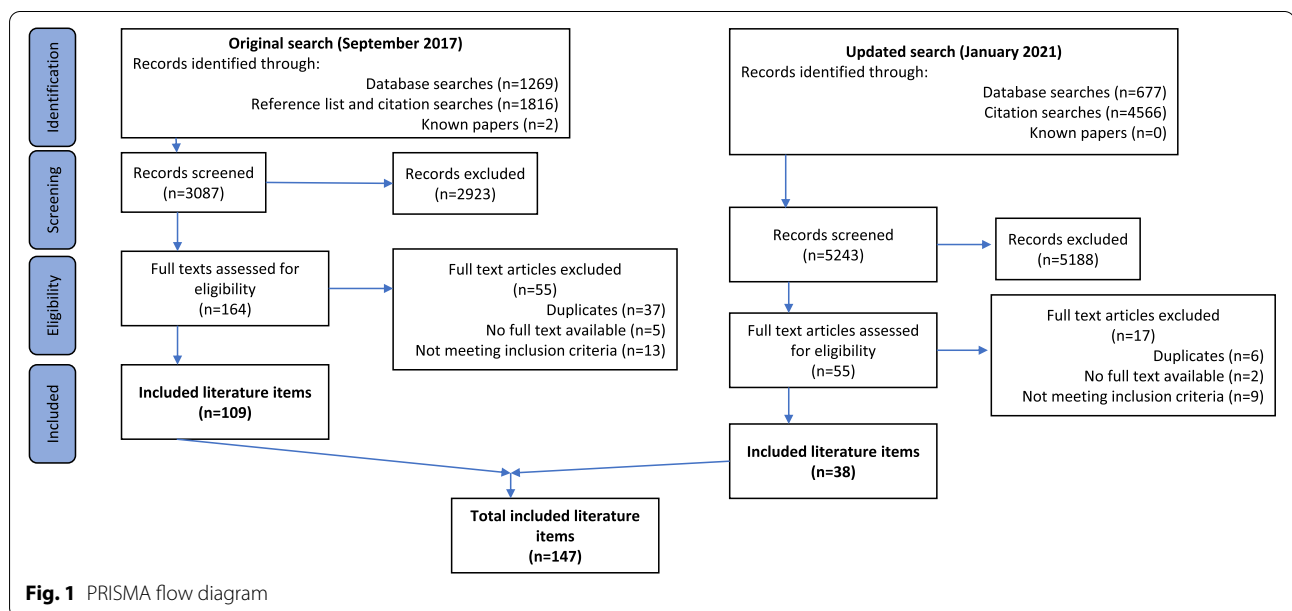 Identification
Screening
Eligibility
Included
Original search (September 2017)
Records identified through:
Database searches (n=1269)
Reference list and citation searches (n=1816)
Known papers (n=2)
Records screened
(n=3087)
Records excluded
(n=2923)
Full texts assessed for
eligibility
(n=164)
Full text articles excluded
(n=55)
Duplicates (n=37)
No full text available (n=5)
Not meeting inclusion criteria (n=13)
Included literature items
(n=109)
Updated search (January 2021)
Records identified through:
Database searches (n=677)
Citation searches (n=4566)
Known papers (n=0)
Records screened
(n=5243)
Records excluded
(n=5188)
Full text articles assessed
for eligibility
(n=55)
Full text articles excluded
(n=17)
Duplicates (n=6)
No full text available (n=2)
Not meeting inclusion criteria (n=9)
Included literature items
(n=38)
Total included literature
items
(n=147)
Fig. 1 PRISMA flow diagram